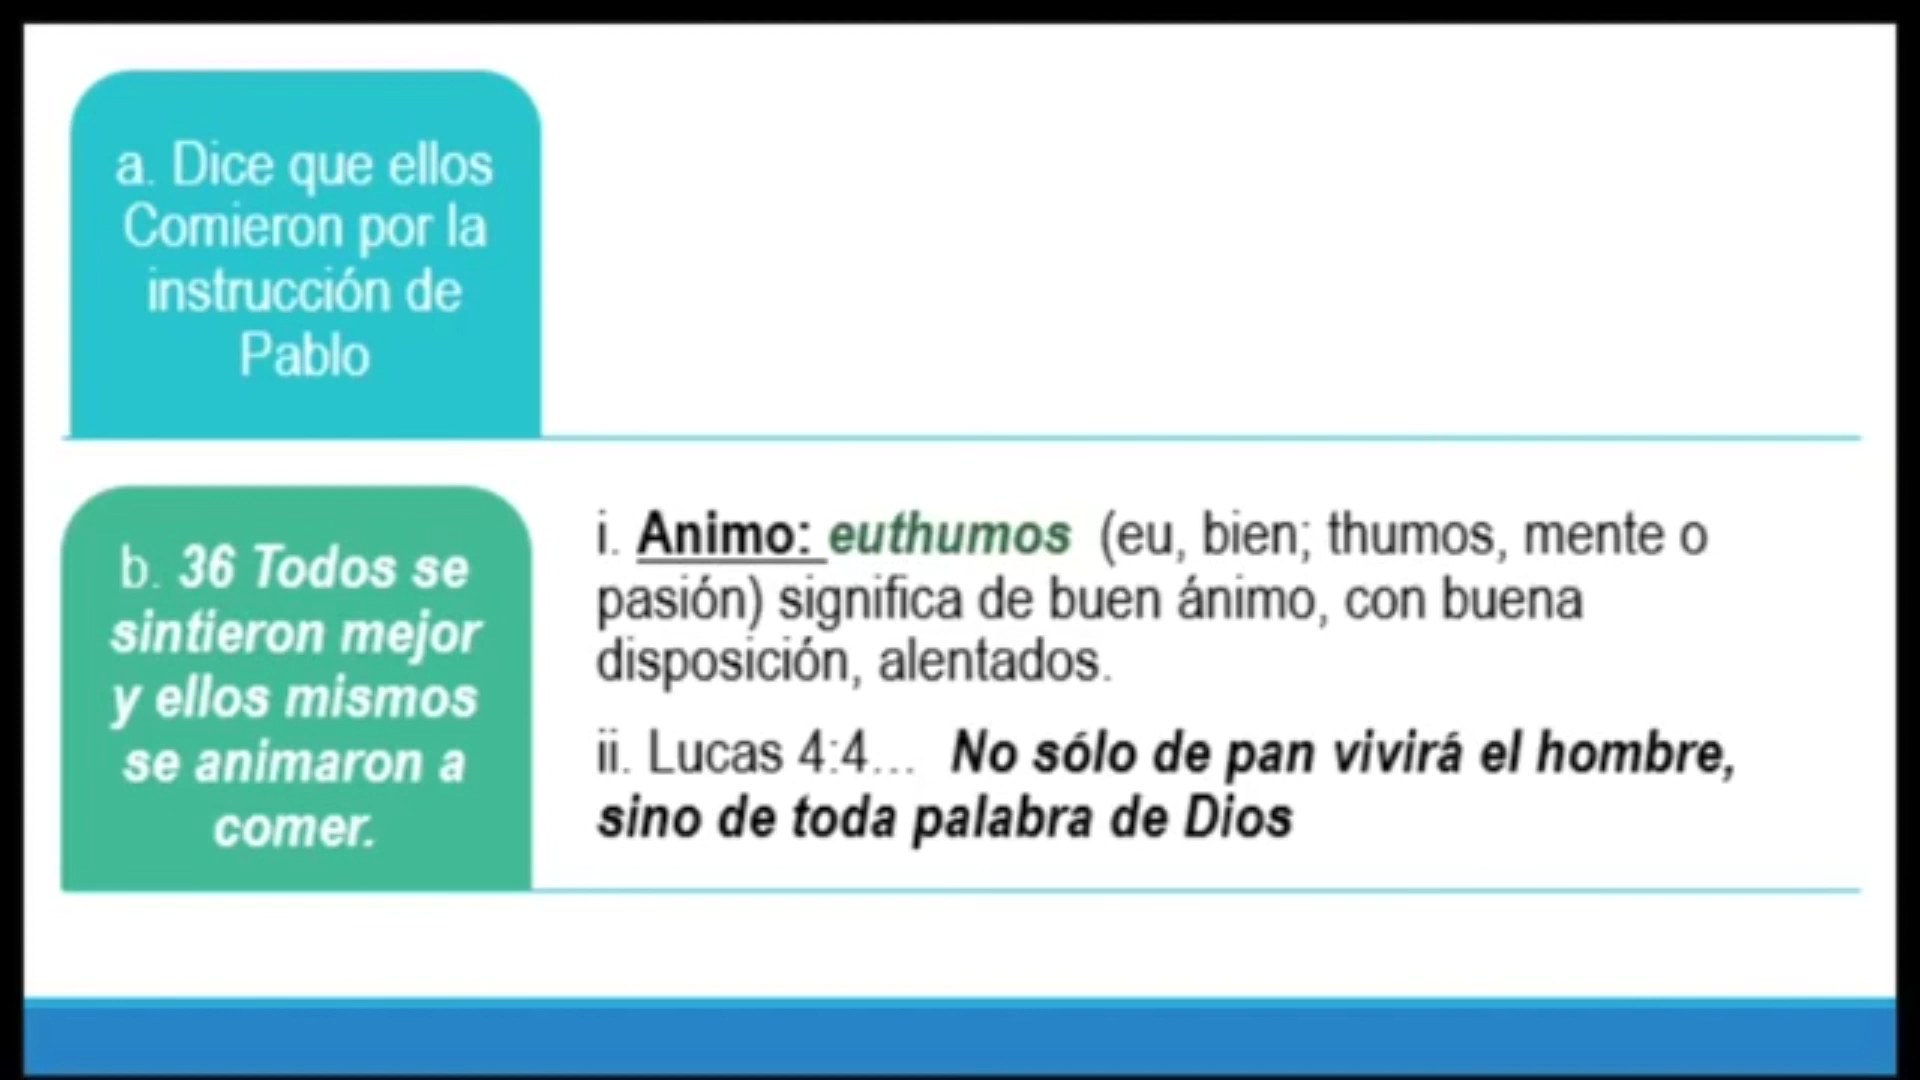 a. Dice que ellos
Comieron por la
instrucción de
Pablo
b. 36 Todos se
sintieron mejor
y ellos mismos
se animaron a
comer.
i. Animo: euthumos (eu, bien; thumos, mente o
pasión) significa de buen ánimo, con buena
disposición, alentados.
ii. Lucas 4:4... No sólo de pan vivirá el hombre,
sino de toda palabra de Dios